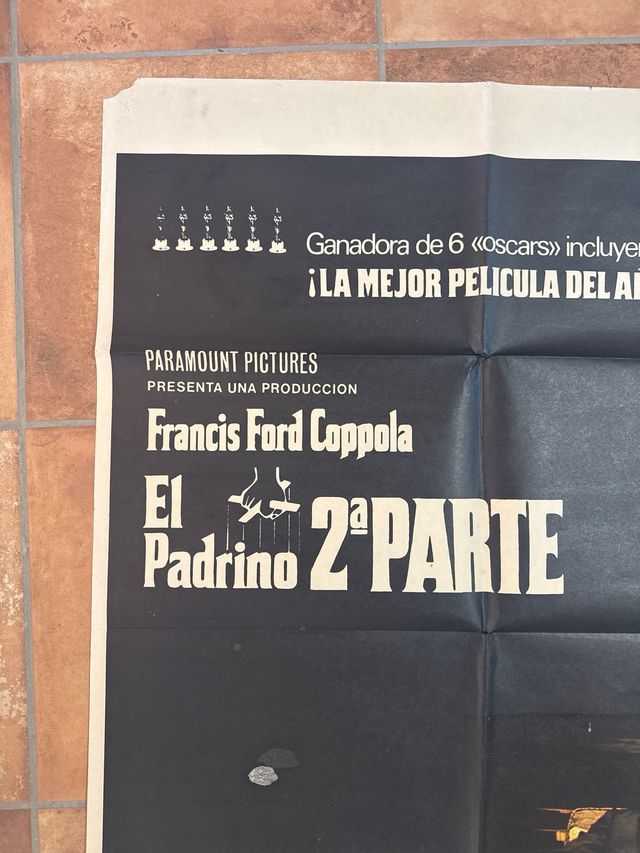 Ganadora de 6 «oscars»
¡LA MEJOR PELICULA DEL
PARAMOUNT PICTURES
PRESENTA UNA PRODUCCION
Francis Ford Coppola
El
Padrino 2ª PARTE